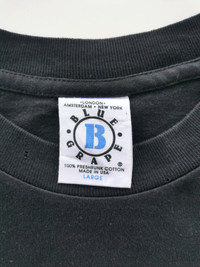 •LONDON•
AMSTERDAM • NEW YORK
• BLUE •
B
GRAPE
®
100% PRESHRUNK COTTON
MADE IN USA
LARGE